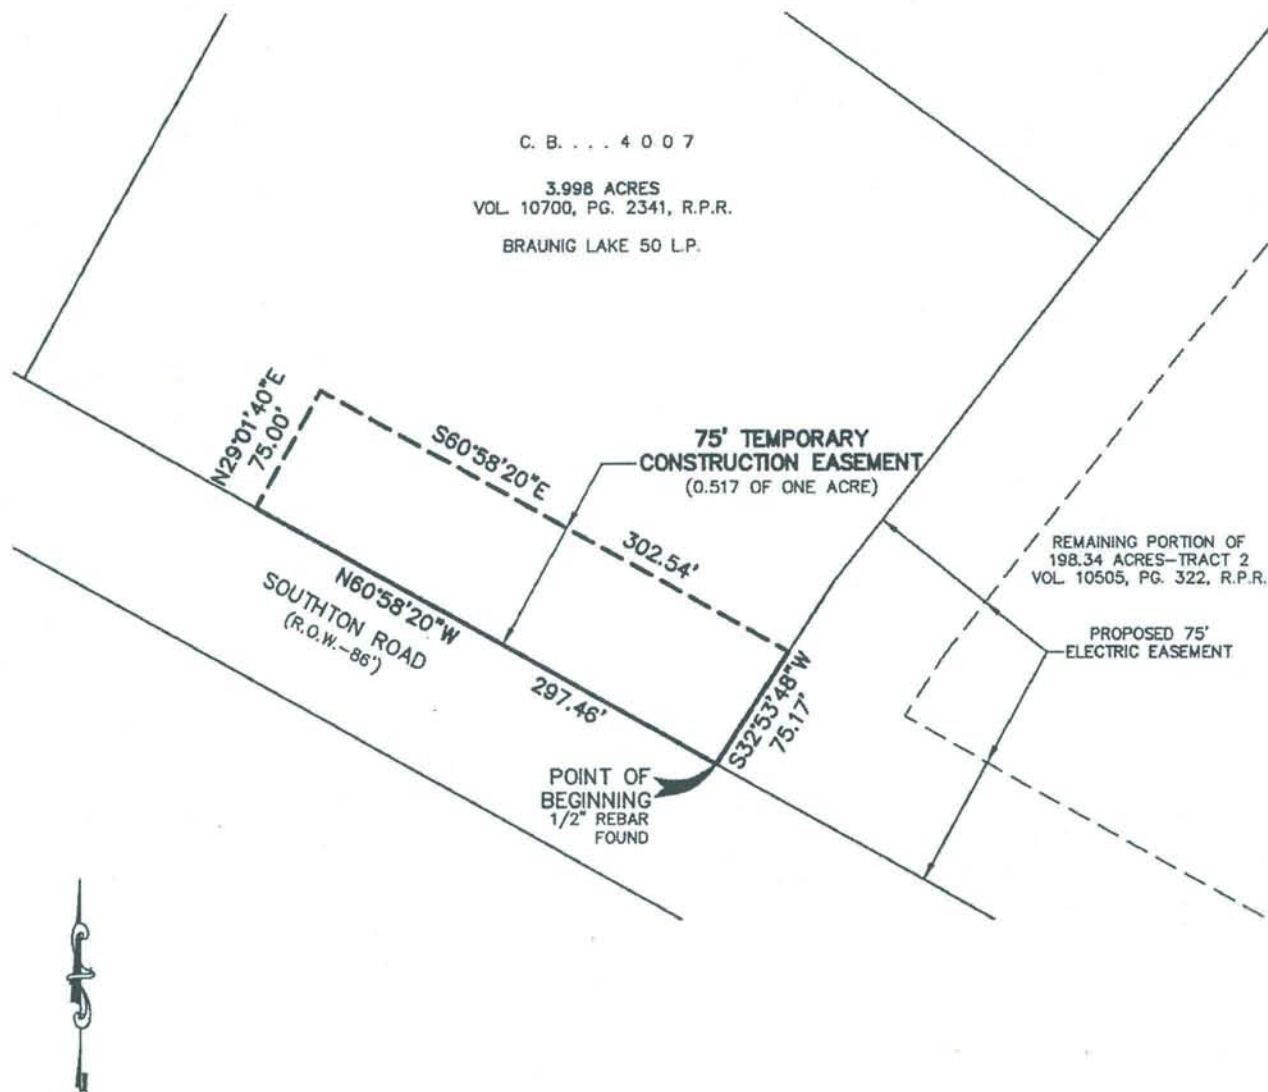 C. B. . . . 4 0 0 7
3.998 ACRES
VOL. 10700, PG. 2341, R.P.R.
BRAUNIG LAKE 50 L.P.
N29°01'40"E
75.00'
S60°58'20"E
302.54'
75' TEMPORARY
CONSTRUCTION EASEMENT
(0.517 OF ONE ACRE)
REMAINING PORTION OF
198.34 ACRES-TRACT 2
VOL. 10505, PG. 322, R.P.R.
PROPOSED 75'
ELECTRIC EASEMENT
N60°58'20"W
297.46'
SOUTHTON ROAD
(R.O.W.-86')
S32°53'48"W
75.17'
POINT OF
BEGINNING
1/2" REBAR
FOUND